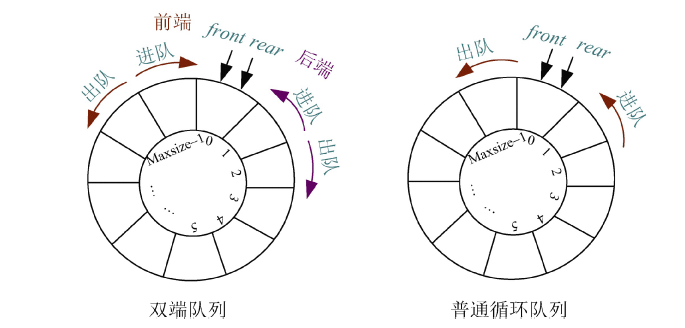 前端
front rear
后端
进队
出队
进队
出队
Maxsize–1
0
1
2
3
4
5
...
...
双端队列
front rear
出队
进队
Maxsize–1
0
1
2
3
4
5
...
...
普通循环队列